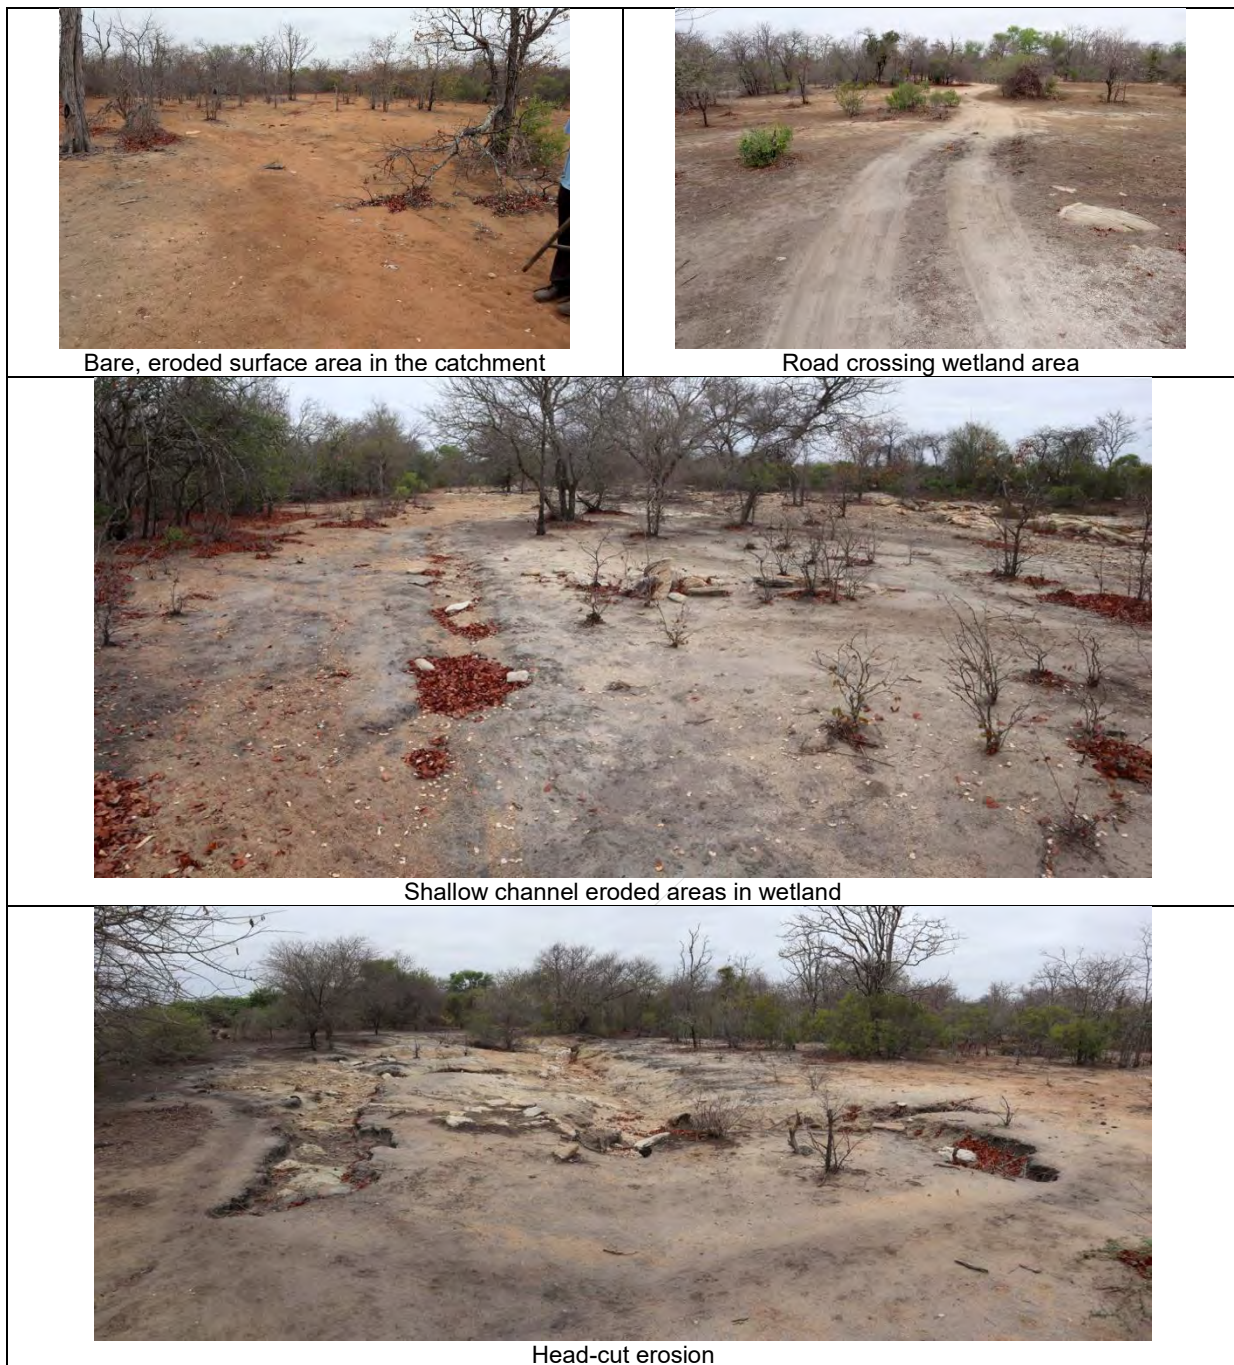 Bare, eroded surface area in the catchment
Road crossing wetland area
Shallow channel eroded areas in wetland
Head-cut erosion